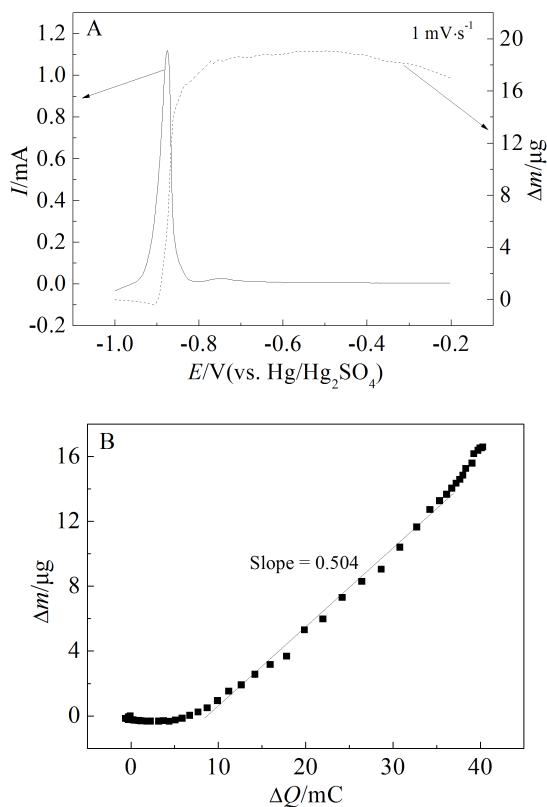 A
1 mV·s⁻¹
1.2
1.0
0.8
0.6
0.4
0.2
0.0
-0.2
I/mA
20
16
12
8
4
0
Δm/μg
-1.0 -0.8 -0.6 -0.4 -0.2
E/V(vs. Hg/Hg₂SO₄)
B
16
12
8
4
0
Δm/μg
Slope = 0.504
0 10 20 30 40
ΔQ/mC